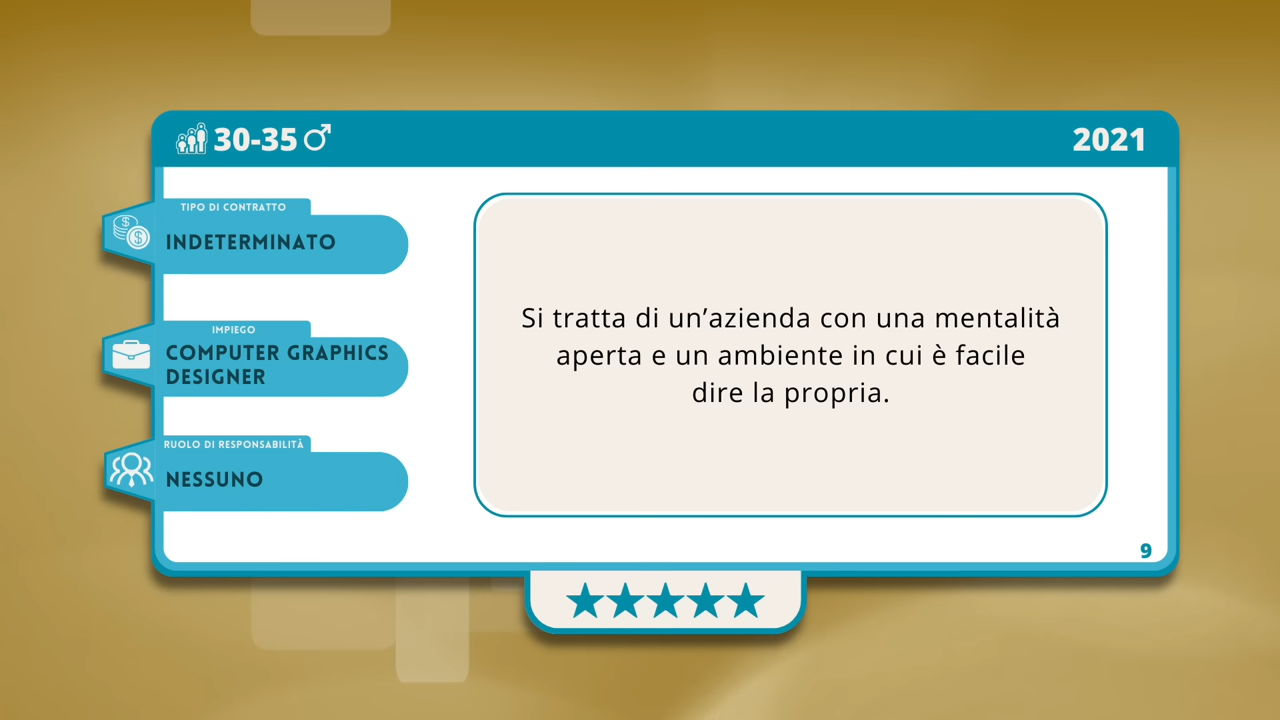 30-35
2021
TIPO DI CONTRATTO
INDETERMINATO
IMPIEGO
COMPUTER GRAPHICS
DESIGNER
RUOLO DI RESPONSABILITÀ
NESSUNO
Si tratta di un’azienda con una mentalità
aperta e un ambiente in cui è facile
dire la propria.
9